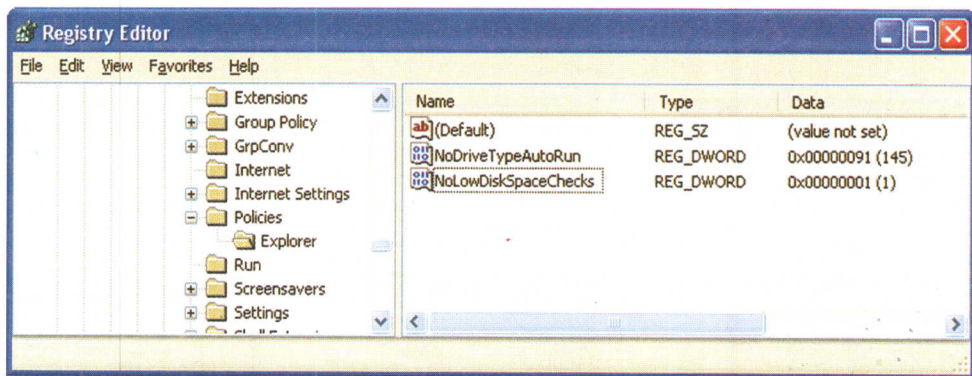 Registry Editor
File Edit View Favorites Help
Extensions
Group Policy
GrpConv
Internet
Internet Settings
Policies
Explorer
Run
Screensavers
Settings
Name Type Data
(Default) REG_SZ (value not set)
NoDriveTypeAutoRun REG_DWORD 0x00000091 (145)
NoLowDiskSpaceChecks REG_DWORD 0x00000001 (1)